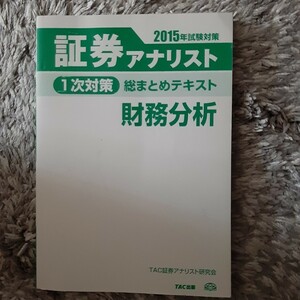 2015年試験対策
証券アナリスト
1次対策 総まとめテキスト
財務分析
TAC証券アナリスト研究会
TAC出版